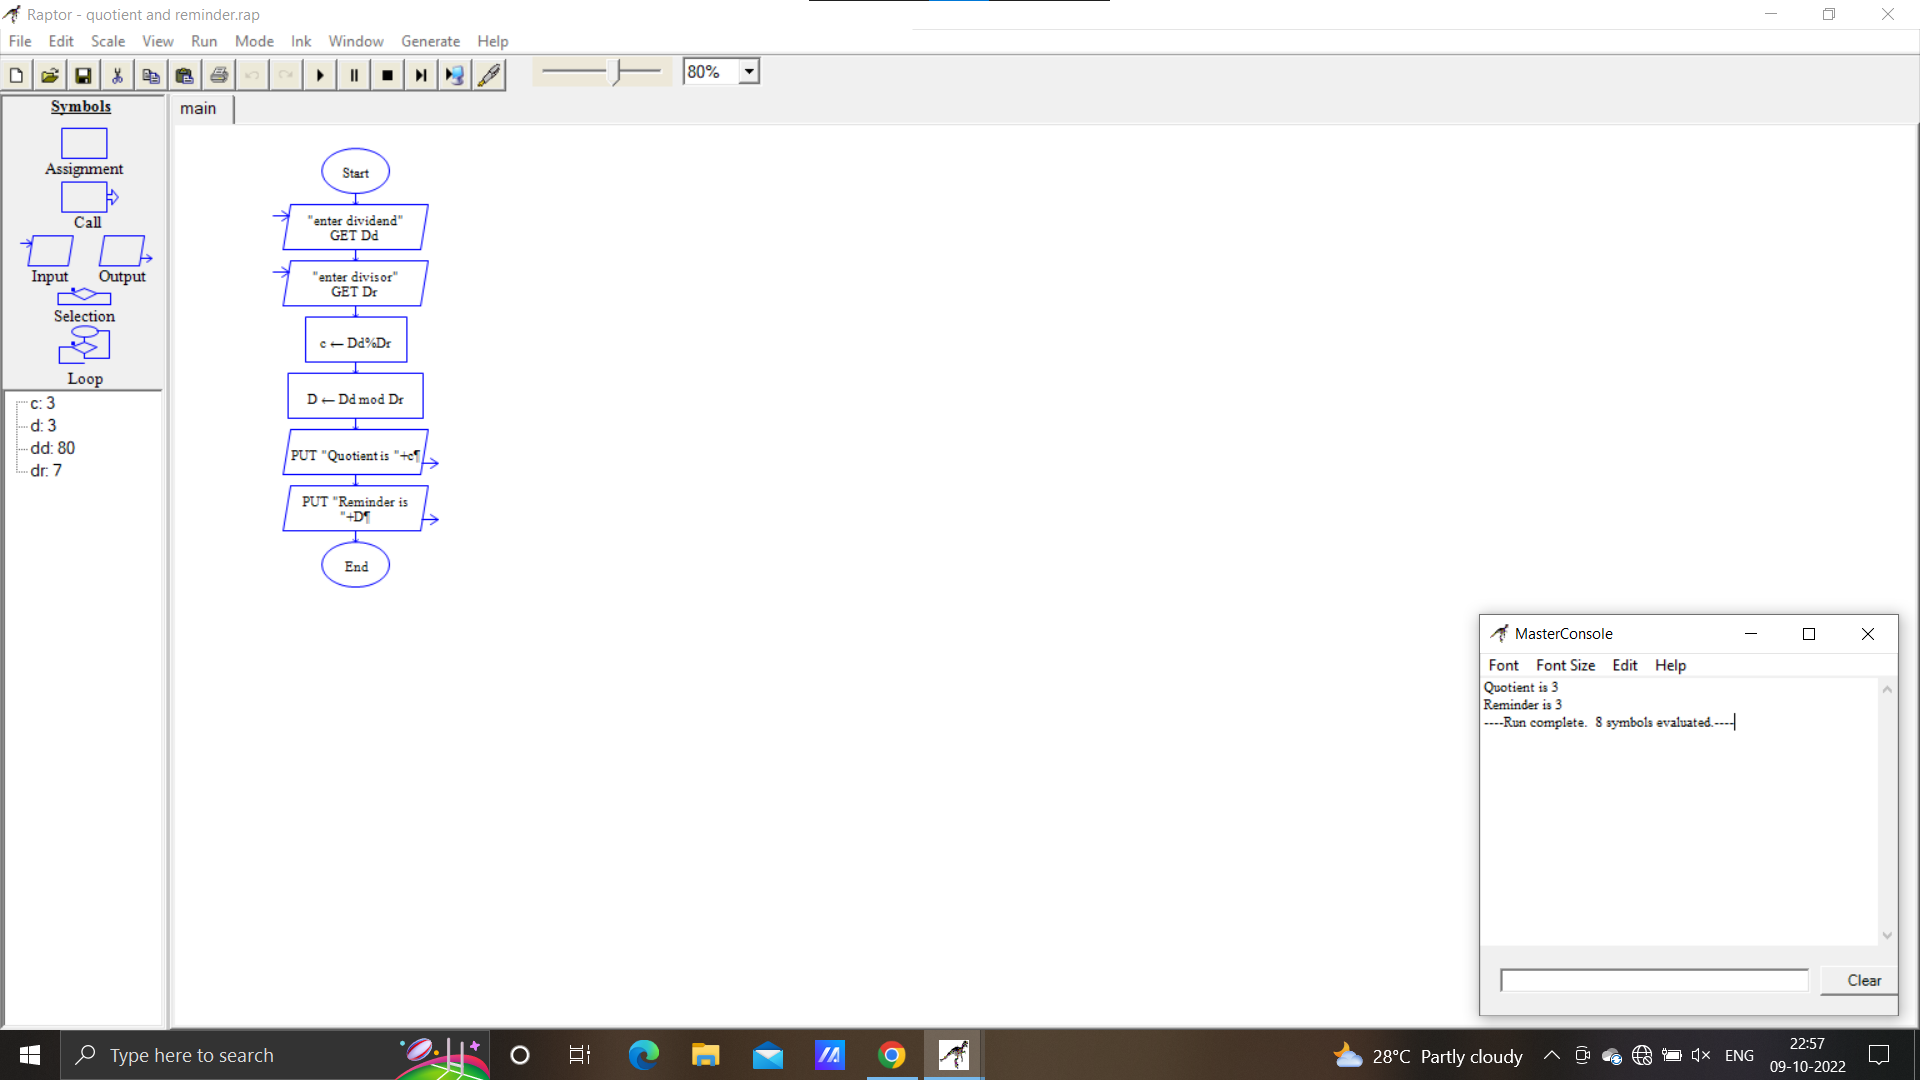 Raptor - quotient and reminder.rap
File Edit Scale View Run Mode Ink Window Generate Help
80%
Symbols
main
Assignment
Call
Input Output
Selection
Loop
c: 3
d: 3
dd: 80
dr: 7
Start
"enter dividend"
GET Dd
"enter divisor"
GET Dr
c ← Dd%Dr
D ← Dd mod Dr
PUT "Quotient is "+c¶
PUT "Reminder is
"+D¶
End
MasterConsole
Font Font Size Edit Help
Quotient is 3
Reminder is 3
----Run complete.  8 symbols evaluated.----
Clear
Type here to search
28°C Partly cloudy
ENG
22:57
09-10-2022